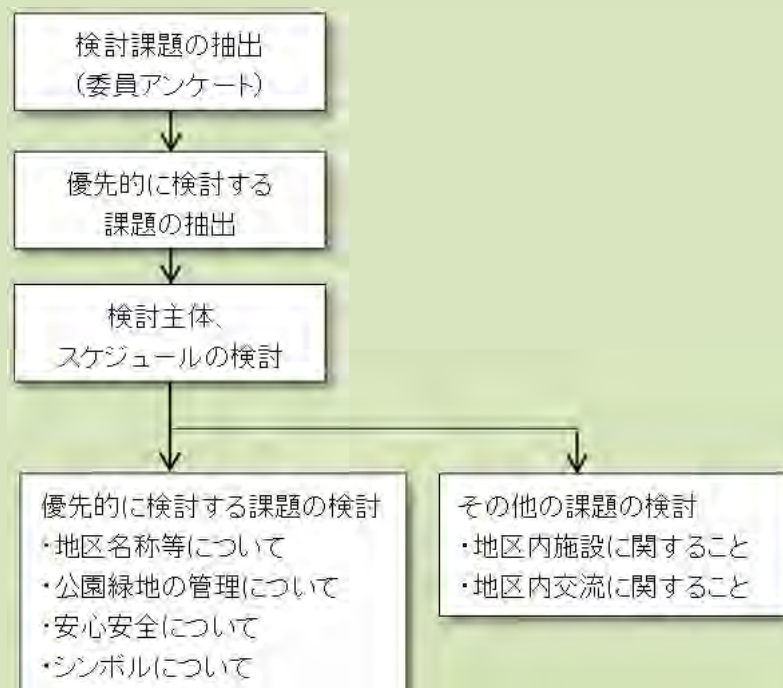 検討課題の抽出
（委員アンケート）
優先的に検討する
課題の抽出
検討主体、
スケジュールの検討
優先的に検討する課題の検討
・地区名称等について
・公園緑地の管理について
・安心安全について
・シンボルについて
その他の課題の検討
・地区内施設に関すること
・地区内交流に関すること